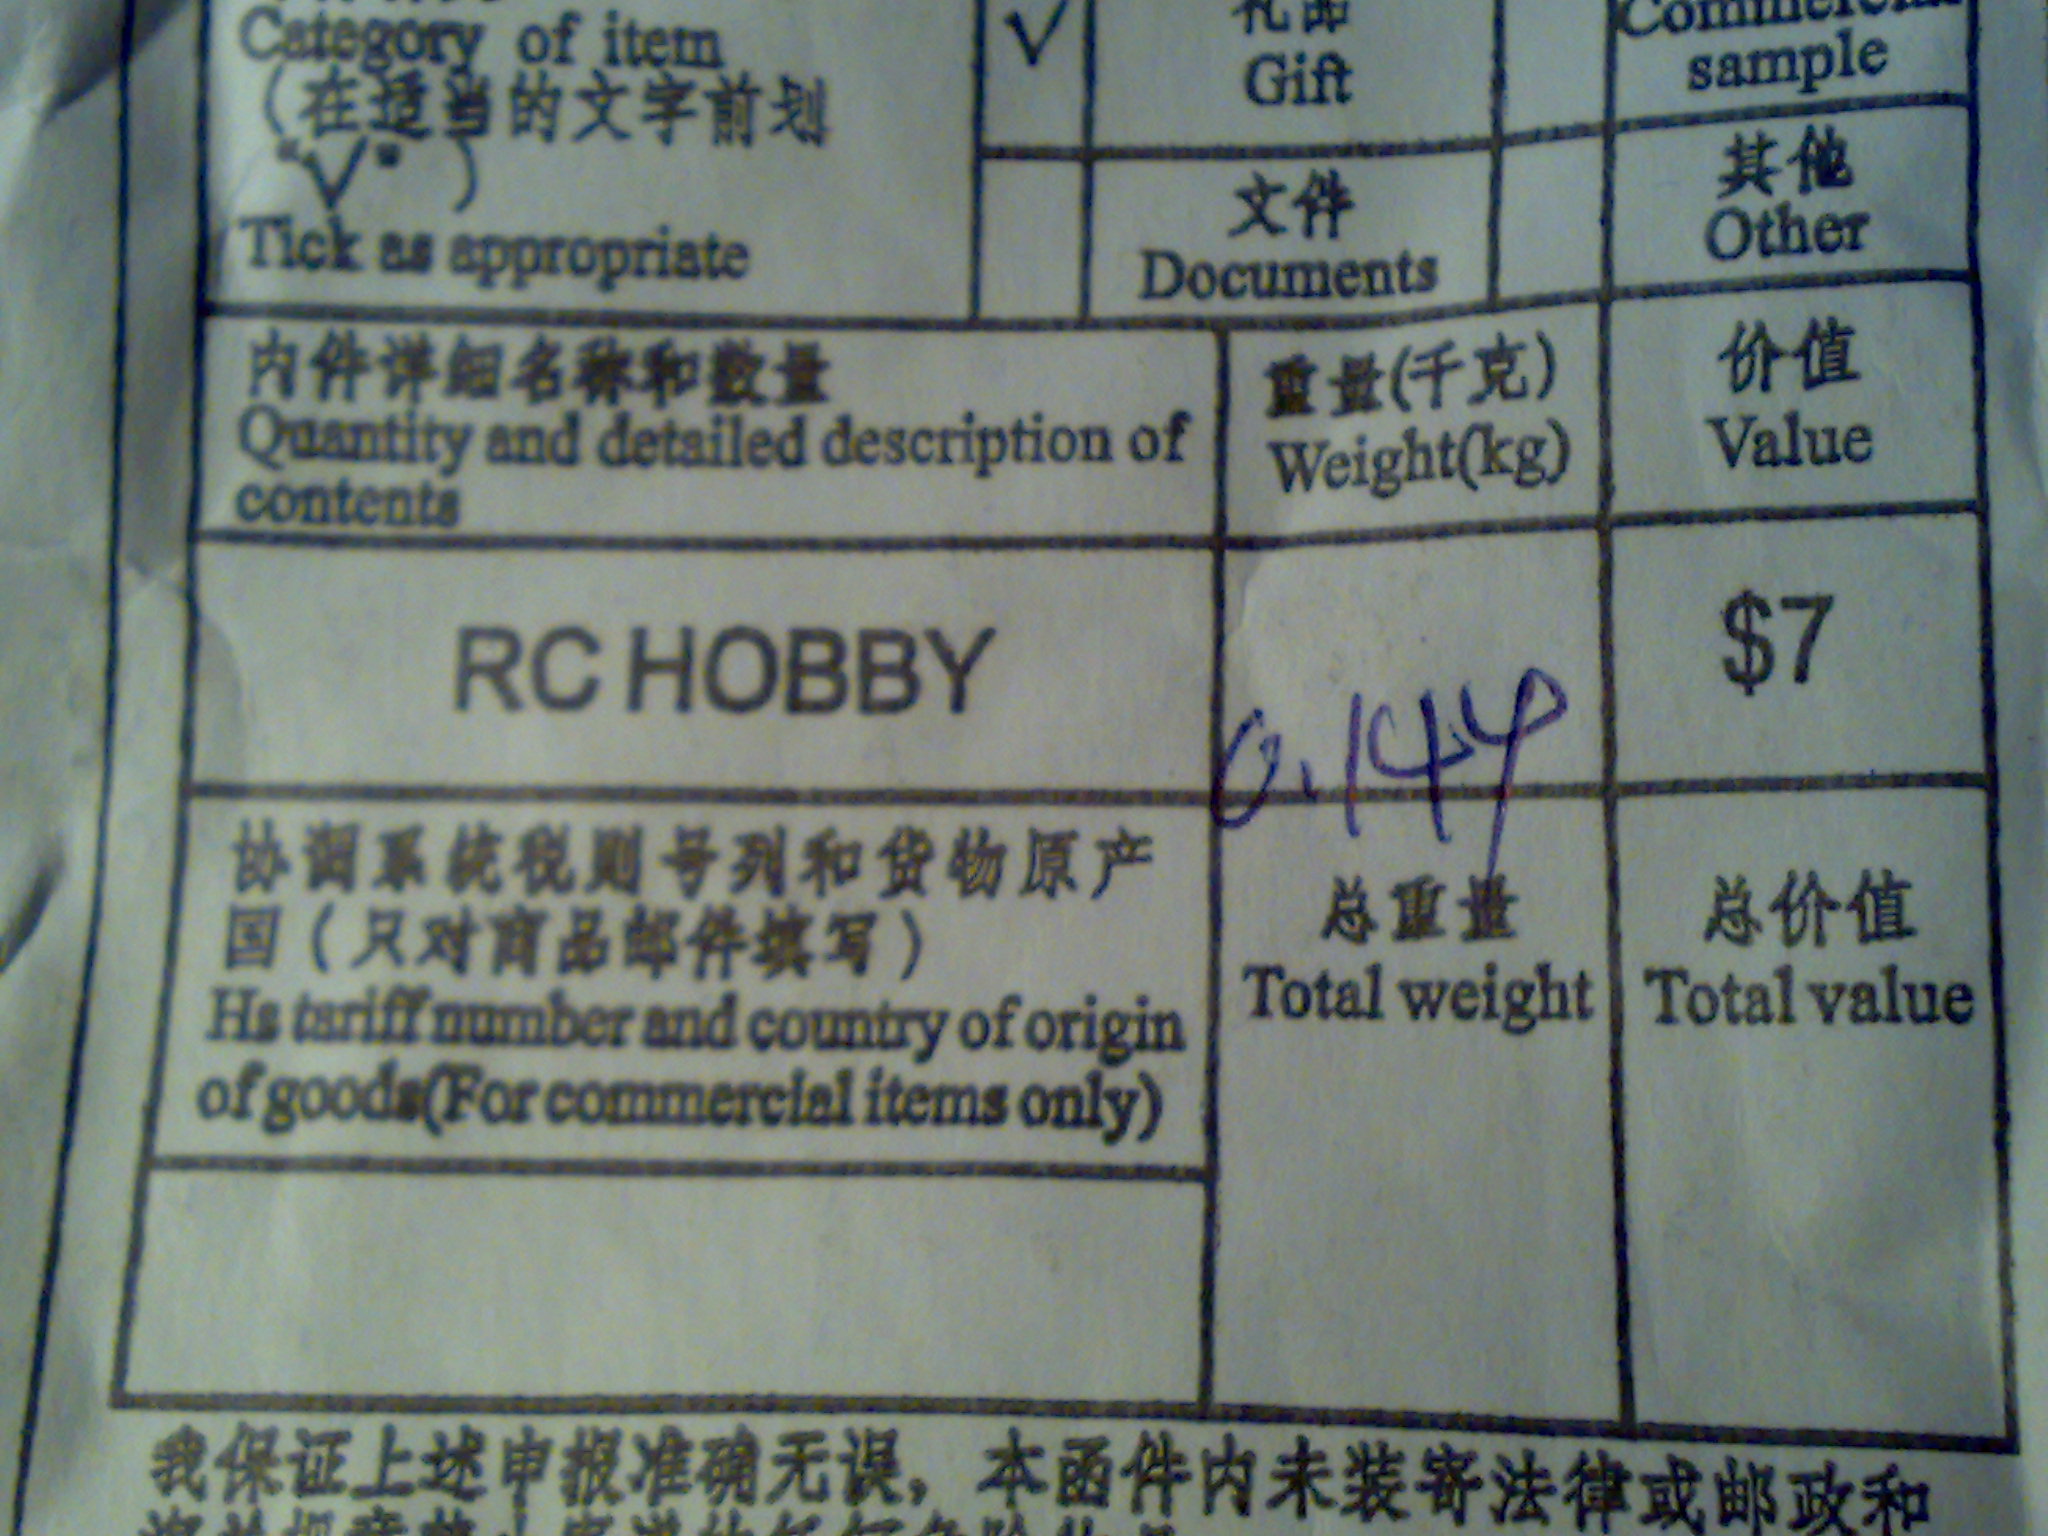 Category of item
(在适当的文字前划
"√")
Tick as appropriate
√
礼品
Gift
Commercial
sample
文件
Documents
其他
Other
内件详细名称和数量
Quantity and detailed description of
contents
重量(千克)
Weight(kg)
价值
Value
RC HOBBY
$7
协调系统税则号列和货物原产
国(只对商品邮件填写)
Hs tariff number and country of origin
of goods(For commercial items only)
总重量
Total weight
总价值
Total value
我保证上述申报准确无误,本函件内未装寄法律或邮政和